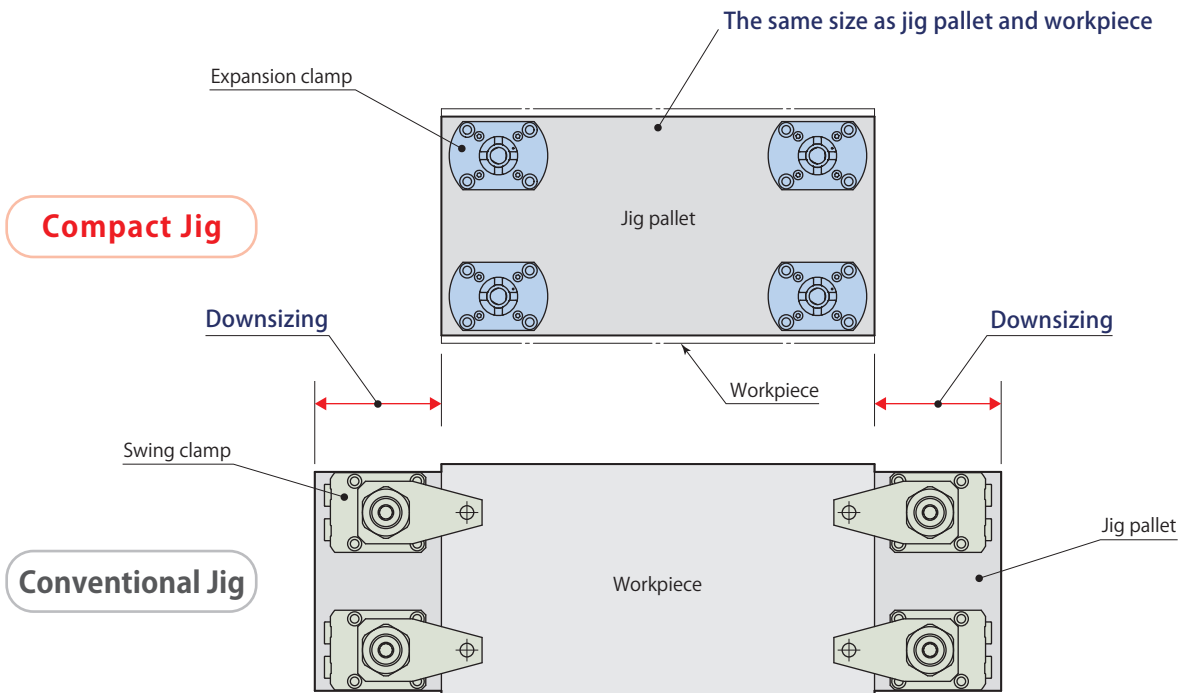 The same size as jig pallet and workpiece
Expansion clamp
Compact Jig
Jig pallet
Downsizing
Downsizing
Workpiece
Swing clamp
Jig pallet
Conventional Jig
Workpiece